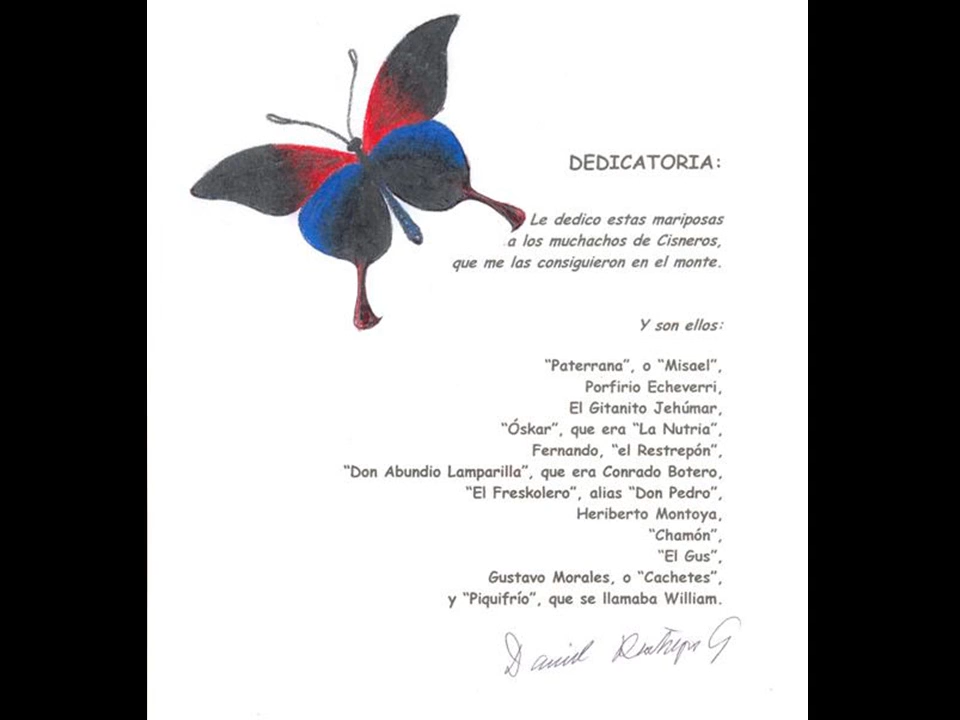 DEDICATORIA:
Le dedico estas mariposas
a los muchachos de Cisneros,
que me las consiguieron en el monte.
Y son ellos:
“Paterrana”, o “Misael”,
Porfirio Echeverri,
El Gitanito Jehúmar,
“Óskar”, que era “La Nutria”,
Fernando, “el Restrepón”,
“Don Abundio Lamparilla”, que era Conrado Botero,
“El Freskolero”, alias “Don Pedro”,
Heriberto Montoya,
“Chamón”,
“El Gus”,
Gustavo Morales, o “Cachetes”,
y “Piquifrío”, que se llamaba William.
Daniel Restrepo G